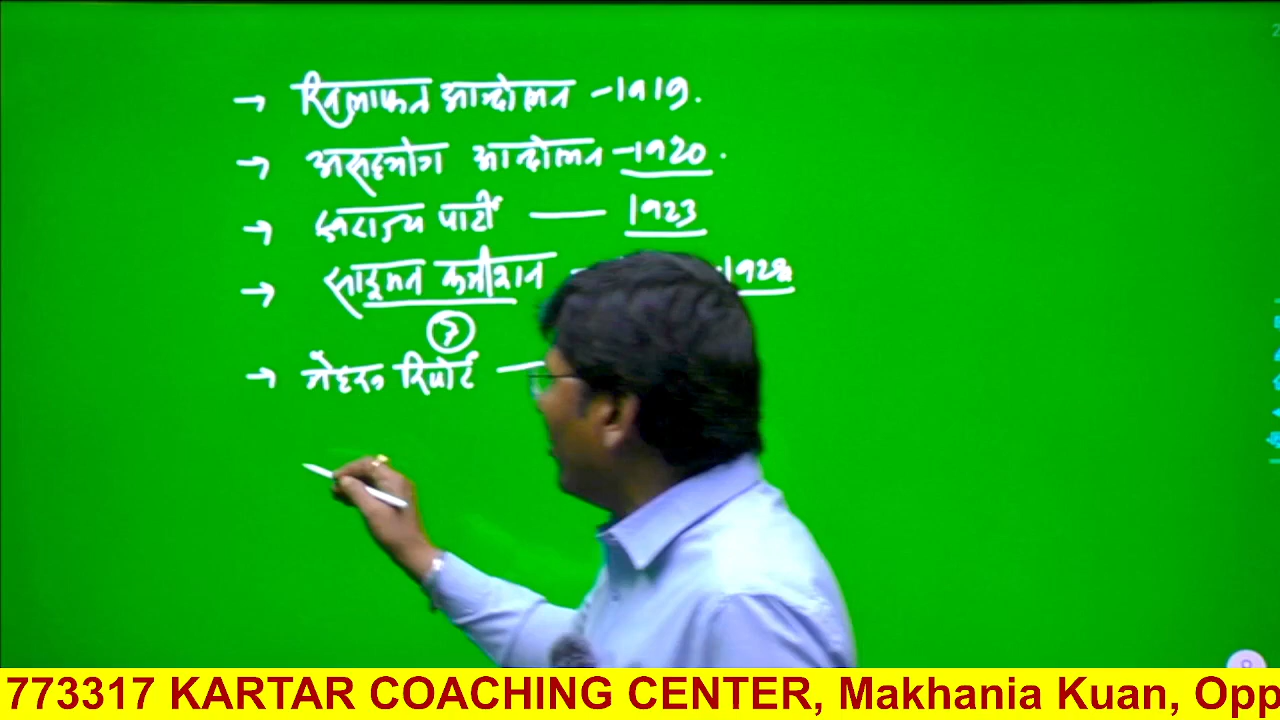 → खिलाफत आन्दोलन -1919.
→ असहयोग आन्दोलन -1920.
→ स्वराज्य पार्टी — 1923
→ साइमन कमीशन -
7
→ नेहरू रिपोर्ट —
773317 KARTAR COACHING CENTER, Makhania Kuan, Opp